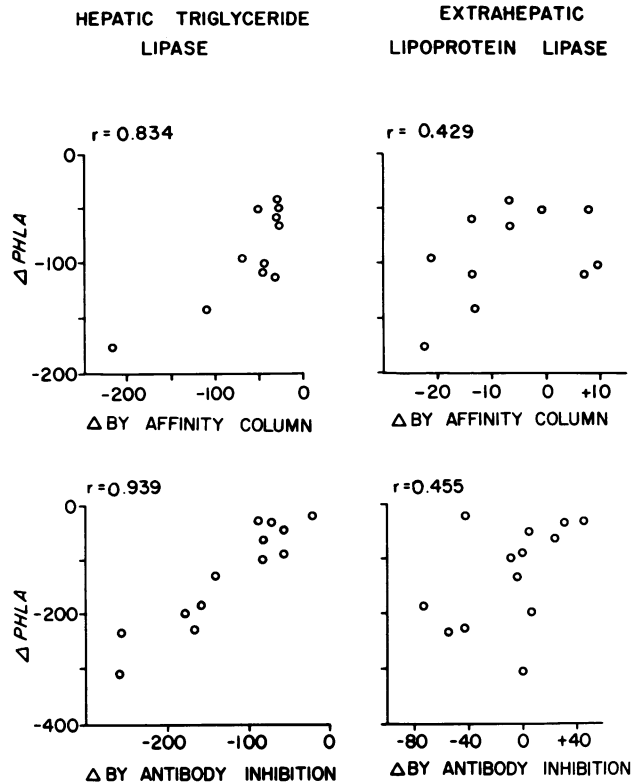 HEPATIC TRIGLYCERIDE
LIPASE
EXTRAHEPATIC
LIPOPROTEIN LIPASE
r = 0.834
0
-100
-200
Δ PHLA
-200 -100 0
Δ BY AFFINITY COLUMN
r = 0.429
-20 -10 0 +10
Δ BY AFFINITY COLUMN
r = 0.939
0
-200
-400
Δ PHLA
-200 -100 0
Δ BY ANTIBODY INHIBITION
r = 0.455
-80 -40 0 +40
Δ BY ANTIBODY INHIBITION